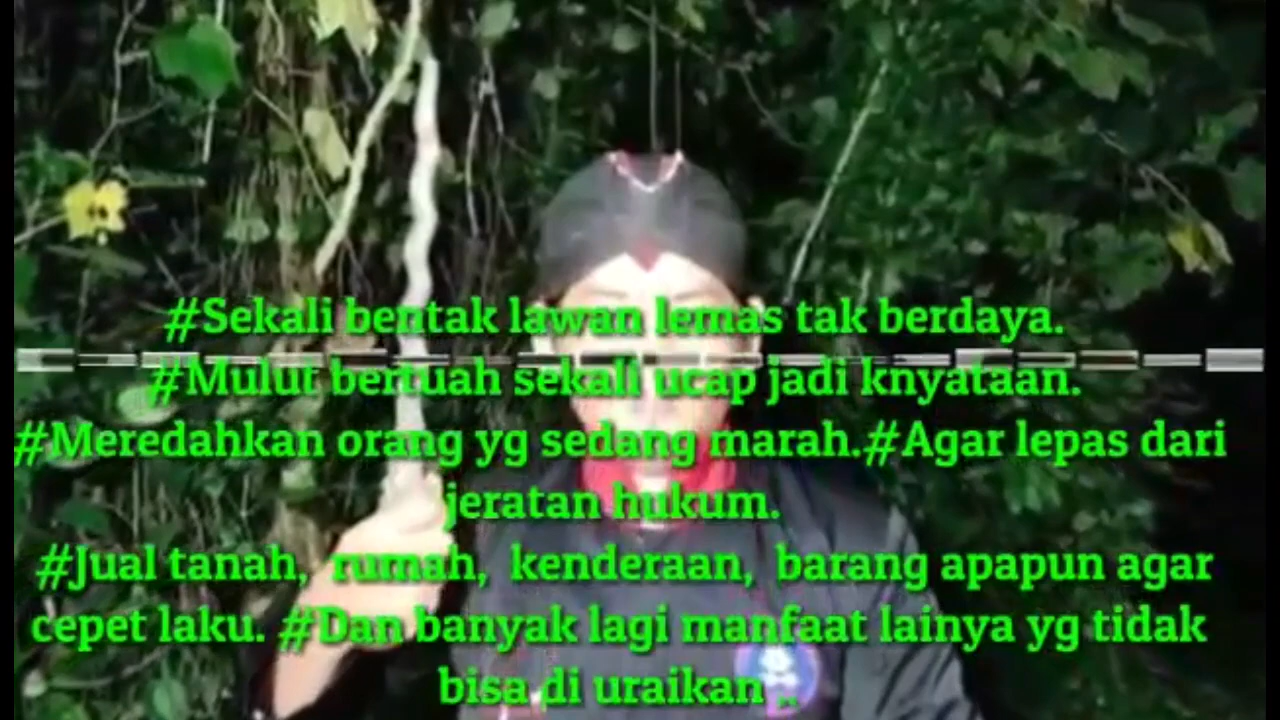 #Sekali bentak lawan lemas tak berdaya.
#Mulut bertuah sekali ucap jadi knyataan.
#Meredahkan orang yg sedang marah.#Agar lepas dari
jeratan hukum.
#Jual tanah, rumah, kenderaan, barang apapun agar
cepet laku. #Dan banyak lagi manfaat lainya yg tidak
bisa di uraikan ..